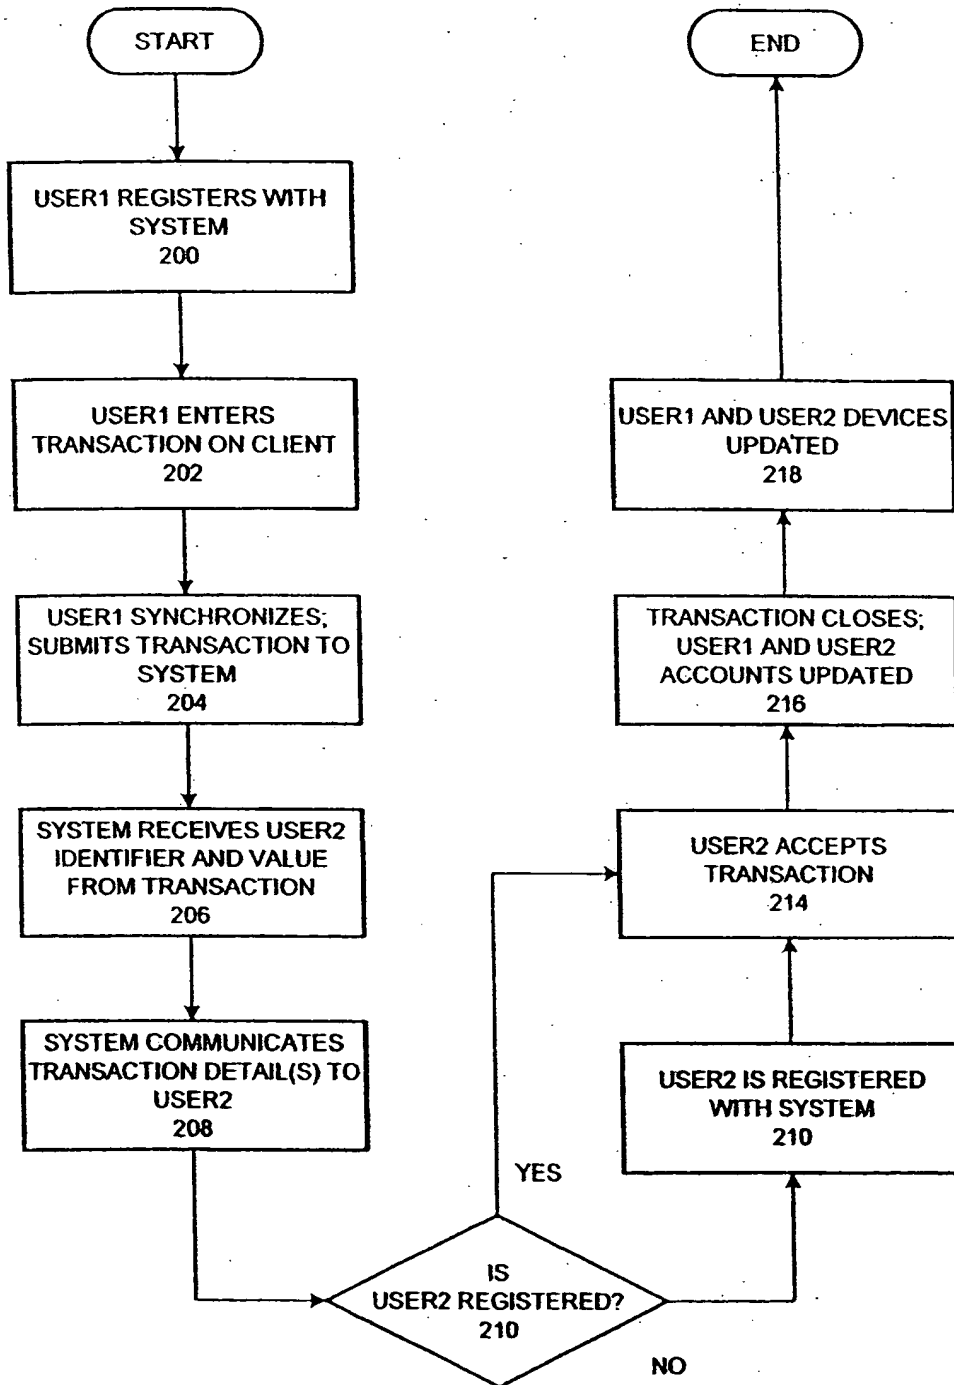 START
USER1 REGISTERS WITH
SYSTEM
200
USER1 ENTERS
TRANSACTION ON CLIENT
202
USER1 SYNCHRONIZES;
SUBMITS TRANSACTION TO
SYSTEM
204
SYSTEM RECEIVES USER2
IDENTIFIER AND VALUE
FROM TRANSACTION
206
SYSTEM COMMUNICATES
TRANSACTION DETAIL(S) TO
USER2
208
IS
USER2 REGISTERED?
210
YES
NO
USER2 IS REGISTERED
WITH SYSTEM
210
USER2 ACCEPTS
TRANSACTION
214
TRANSACTION CLOSES;
USER1 AND USER2
ACCOUNTS UPDATED
216
USER1 AND USER2 DEVICES
UPDATED
218
END